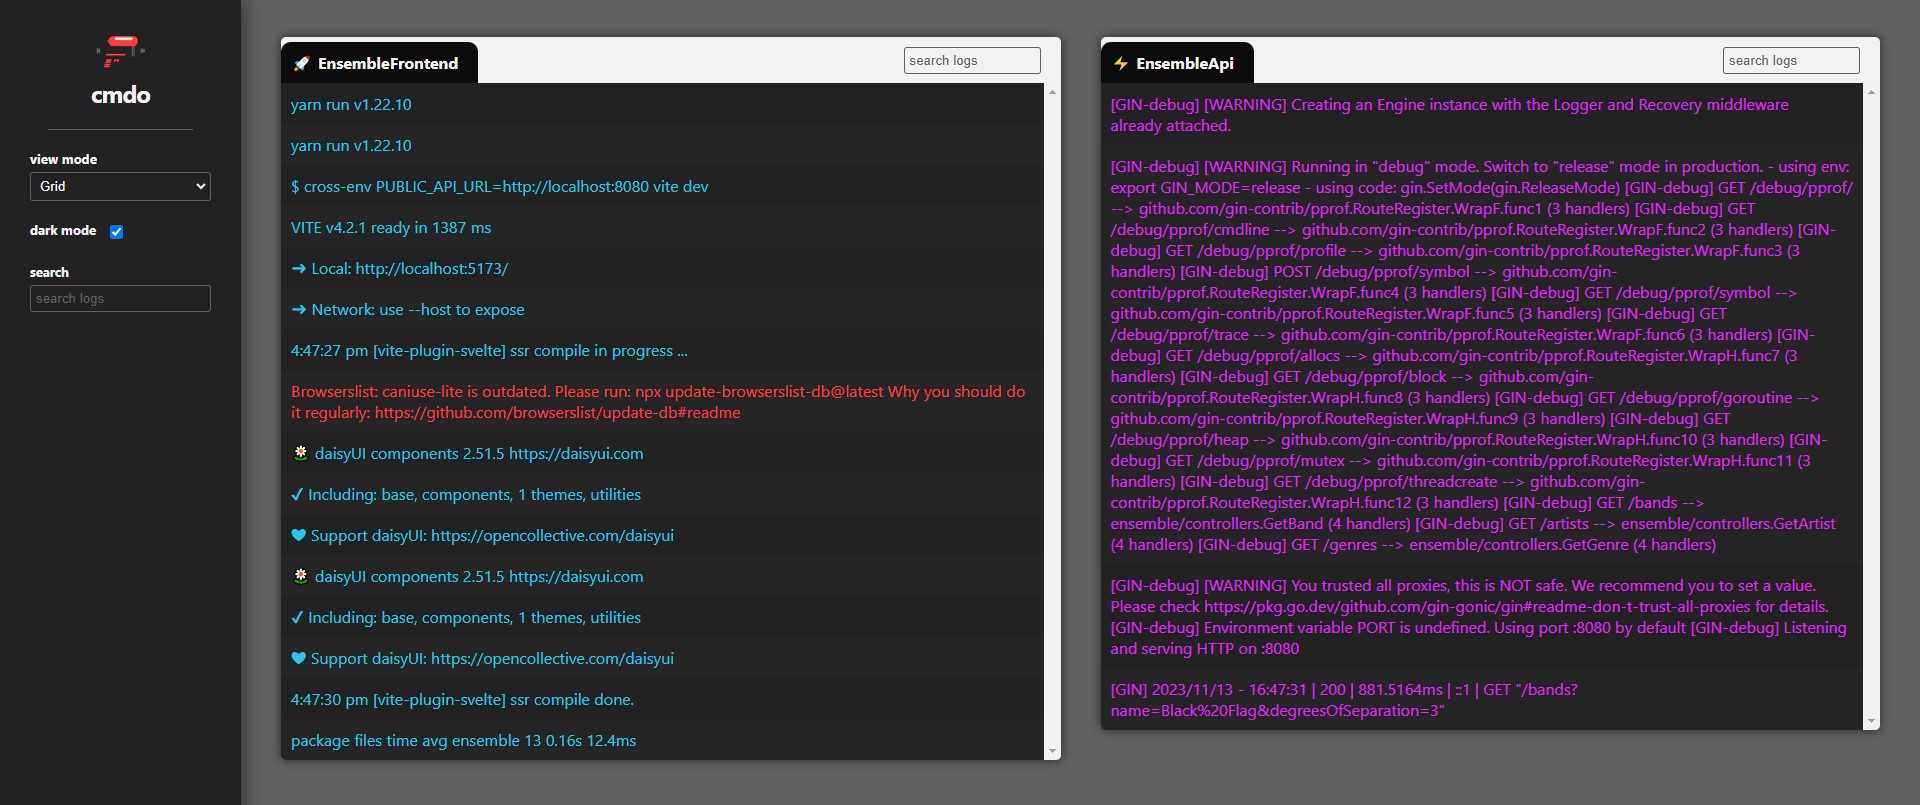 cmdo
view mode
Grid
dark mode
search
search logs
EnsembleFrontend
search logs
yarn run v1.22.10
yarn run v1.22.10
$ cross-env PUBLIC_API_URL=http://localhost:8080 vite dev
VITE v4.2.1 ready in 1387 ms
➜ Local: http://localhost:5173/
➜ Network: use --host to expose
4:47:27 pm [vite-plugin-svelte] ssr compile in progress ...
Browserslist: caniuse-lite is outdated. Please run: npx update-browserslist-db@latest Why you should do
it regularly: https://github.com/browserslist/update-db#readme
🌼 daisyUI components 2.51.5 https://daisyui.com
✔ Including: base, components, 1 themes, utilities
❤ Support daisyUI: https://opencollective.com/daisyui
🌼 daisyUI components 2.51.5 https://daisyui.com
✔ Including: base, components, 1 themes, utilities
❤ Support daisyUI: https://opencollective.com/daisyui
4:47:30 pm [vite-plugin-svelte] ssr compile done.
package files time avg ensemble 13 0.16s 12.4ms
EnsembleApi
search logs
[GIN-debug] [WARNING] Creating an Engine instance with the Logger and Recovery middleware
already attached.
[GIN-debug] [WARNING] Running in "debug" mode. Switch to "release" mode in production. - using env:
export GIN_MODE=release - using code: gin.SetMode(gin.ReleaseMode) [GIN-debug] GET /debug/pprof/
--> github.com/gin-contrib/pprof.RouteRegister.WrapF.func1 (3 handlers) [GIN-debug] GET
/debug/pprof/cmdline --> github.com/gin-contrib/pprof.RouteRegister.WrapF.func2 (3 handlers) [GIN-
debug] GET /debug/pprof/profile --> github.com/gin-contrib/pprof.RouteRegister.WrapF.func3 (3
handlers) [GIN-debug] POST /debug/pprof/symbol --> github.com/gin-
contrib/pprof.RouteRegister.WrapF.func4 (3 handlers) [GIN-debug] GET /debug/pprof/symbol -->
github.com/gin-contrib/pprof.RouteRegister.WrapF.func5 (3 handlers) [GIN-debug] GET
/debug/pprof/trace --> github.com/gin-contrib/pprof.RouteRegister.WrapF.func6 (3 handlers) [GIN-
debug] GET /debug/pprof/allocs --> github.com/gin-contrib/pprof.RouteRegister.WrapH.func7 (3
handlers) [GIN-debug] GET /debug/pprof/block --> github.com/gin-
contrib/pprof.RouteRegister.WrapH.func8 (3 handlers) [GIN-debug] GET /debug/pprof/goroutine -->
github.com/gin-contrib/pprof.RouteRegister.WrapH.func9 (3 handlers) [GIN-debug] GET
/debug/pprof/heap --> github.com/gin-contrib/pprof.RouteRegister.WrapH.func10 (3 handlers) [GIN-
debug] GET /debug/pprof/mutex --> github.com/gin-contrib/pprof.RouteRegister.WrapH.func11 (3
handlers) [GIN-debug] GET /debug/pprof/threadcreate --> github.com/gin-
contrib/pprof.RouteRegister.WrapH.func12 (3 handlers) [GIN-debug] GET /bands -->
ensemble/controllers.GetBand (4 handlers) [GIN-debug] GET /artists --> ensemble/controllers.GetArtist
(4 handlers) [GIN-debug] GET /genres --> ensemble/controllers.GetGenre (4 handlers)
[GIN-debug] [WARNING] You trusted all proxies, this is NOT safe. We recommend you to set a value.
Please check https://pkg.go.dev/github.com/gin-gonic/gin#readme-don-t-trust-all-proxies for details.
[GIN-debug] Environment variable PORT is undefined. Using port :8080 by default [GIN-debug] Listening
and serving HTTP on :8080
[GIN] 2023/11/13 - 16:47:31 | 200 | 881.5164ms | ::1 | GET "/bands?
name=Black%20Flag&degreesOfSeparation=3"